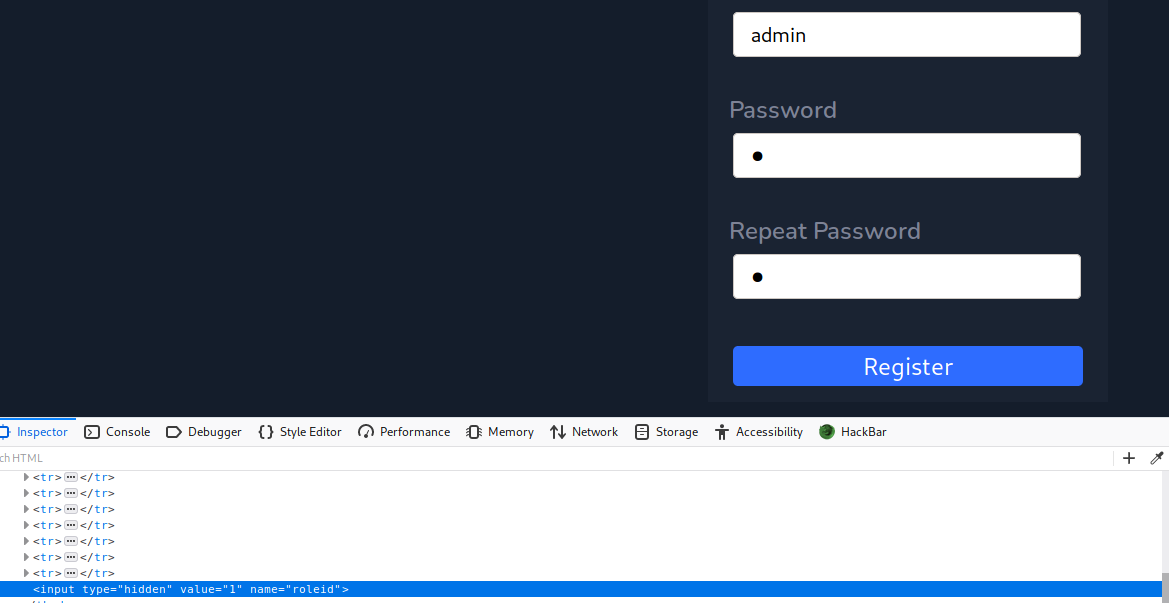 admin
Password
●
Repeat Password
●
Register
Inspector Console Debugger Style Editor Performance Memory Network Storage Accessibility HackBar
ch HTML
<tr>···</tr>
<tr>···</tr>
<tr>···</tr>
<tr>···</tr>
<tr>···</tr>
<tr>···</tr>
<tr>···</tr>
<input type="hidden" value="1" name="roleid">